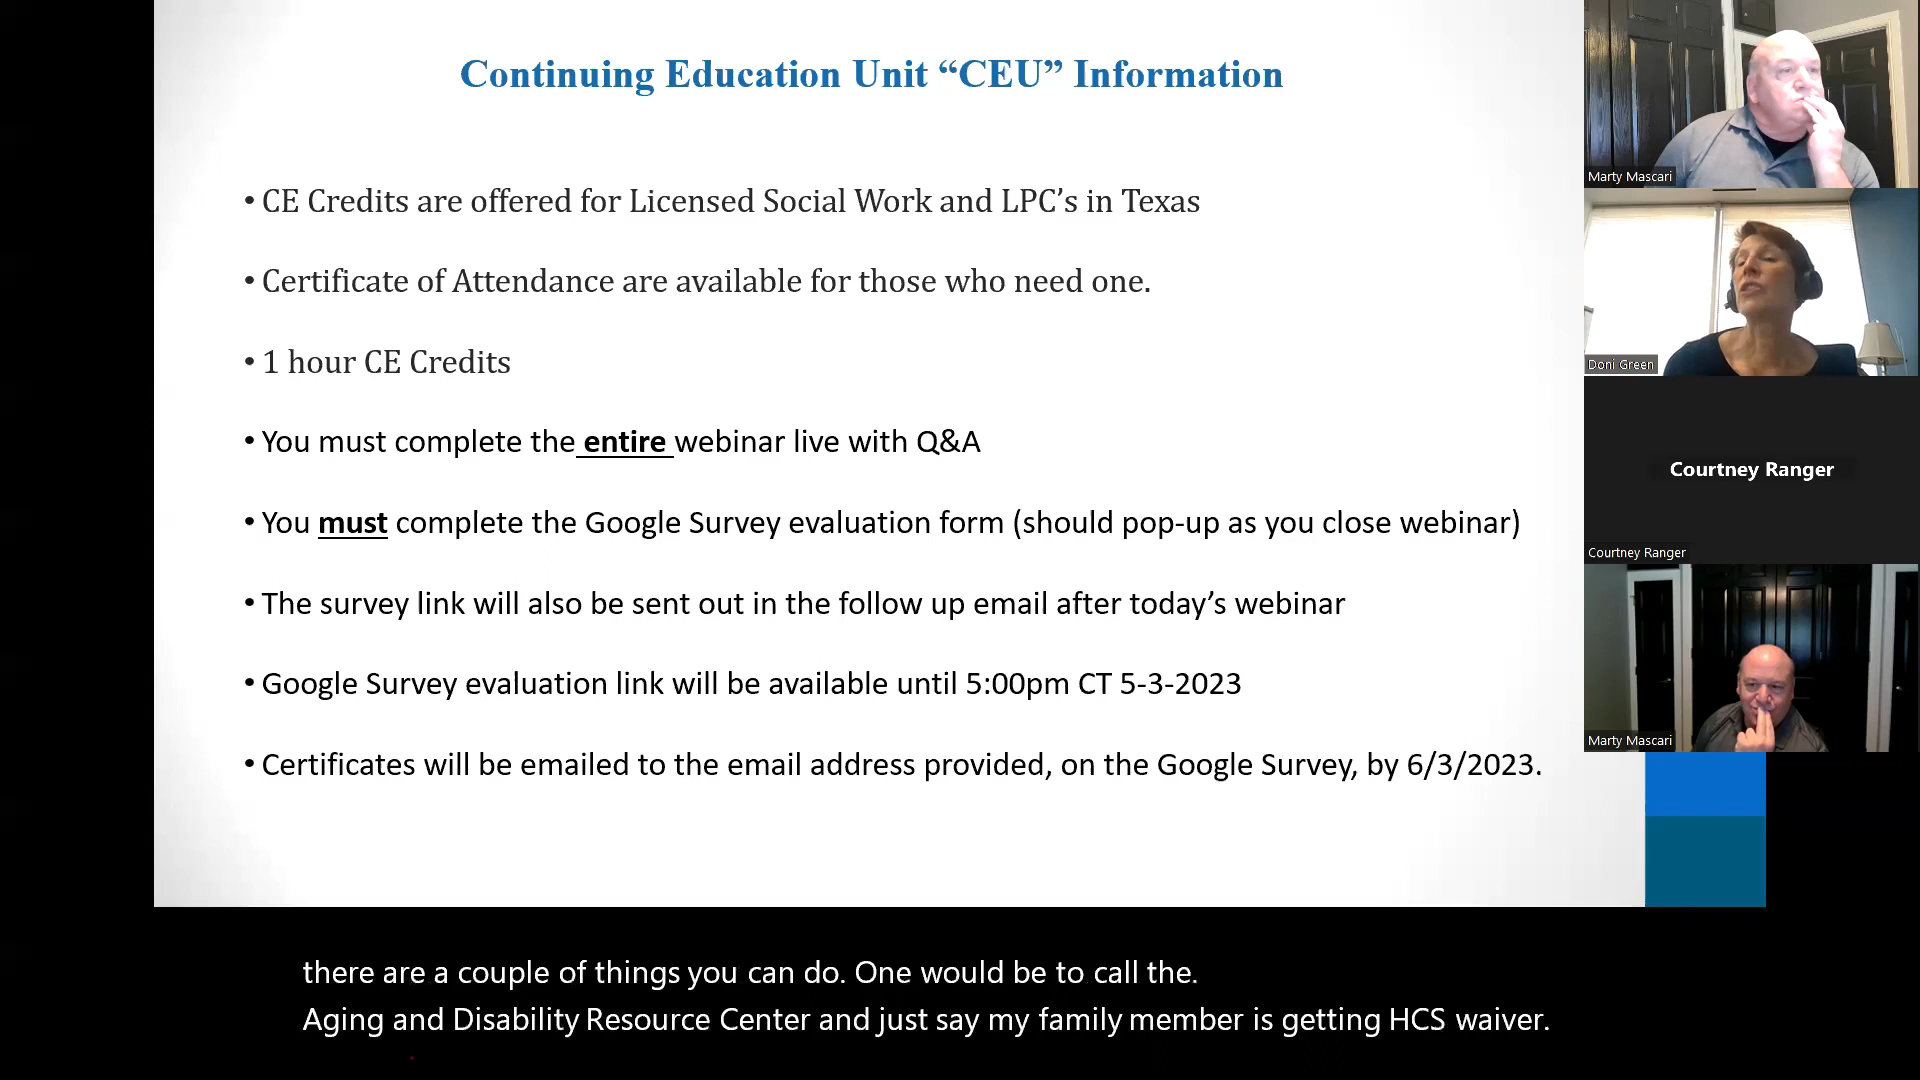 Continuing Education Unit “CEU” Information
• CE Credits are offered for Licensed Social Work and LPC’s in Texas
• Certificate of Attendance are available for those who need one.
• 1 hour CE Credits
• You must complete the entire webinar live with Q&A
• You must complete the Google Survey evaluation form (should pop-up as you close webinar)
• The survey link will also be sent out in the follow up email after today’s webinar
• Google Survey evaluation link will be available until 5:00pm CT 5-3-2023
• Certificates will be emailed to the email address provided, on the Google Survey, by 6/3/2023.
Marty Mascari
Doni Green
Courtney Ranger
Courtney Ranger
Marty Mascari
there are a couple of things you can do. One would be to call the.
Aging and Disability Resource Center and just say my family member is getting HCS waiver.